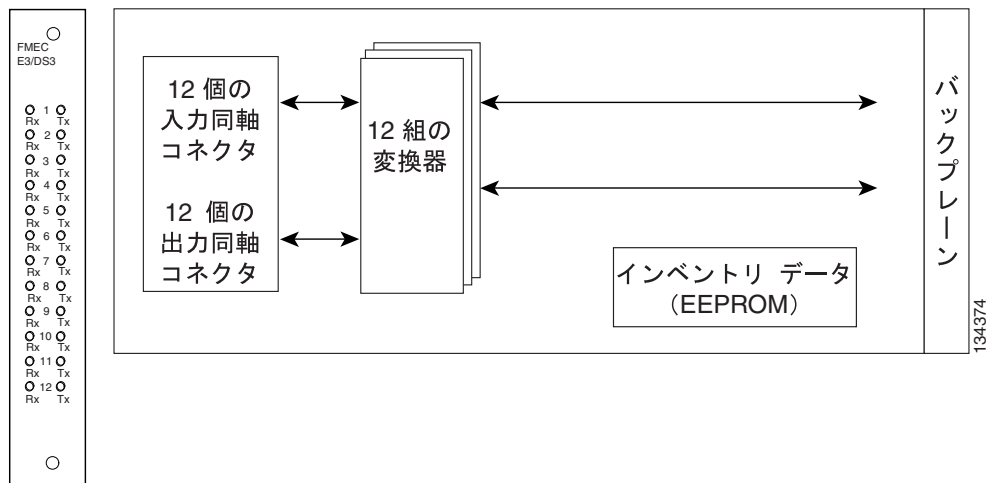 FMEC
E3/DS3
1
Rx Tx
2
Rx Tx
3
Rx Tx
4
Rx Tx
5
Rx Tx
6
Rx Tx
7
Rx Tx
8
Rx Tx
9
Rx Tx
10
Rx Tx
11
Rx Tx
12
Rx Tx
12 個の
入力同軸
コネクタ
12 個の
出力同軸
コネクタ
12 組の
変換器
インベントリ データ
（EEPROM）
バックプレーン
134374